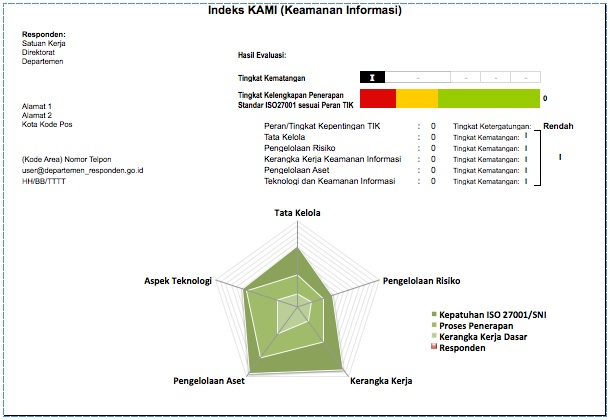 Indeks KAMI (Keamanan Informasi)
Responden:
Satuan Kerja
Direktorat
Departemen
Alamat 1
Alamat 2
Kota Kode Pos
(Kode Area) Nomor Telpon
user@departemen_responden.go.id
HH/BB/TTTT
Hasil Evaluasi:
Tingkat Kematangan I - - - -
Tingkat Kelengkapan Penerapan
Standar ISO27001 sesuai Peran TIK 0
Peran/Tingkat Kepentingan TIK : 0 Tingkat Ketergatungan: Rendah
Tata Kelola : 0 Tingkat Kematangan: I
Pengelolaan Risiko : 0 Tingkat Kematangan: I
Kerangka Kerja Keamanan Informasi : 0 Tingkat Kematangan: I I
Pengelolaan Aset : 0 Tingkat Kematangan: I
Teknologi dan Keamanan Informasi : 0 Tingkat Kematangan: I
Tata Kelola
Aspek Teknologi
Pengelolaan Risiko
Pengelolaan Aset
Kerangka Kerja
Kepatuhan ISO 27001/SNI
Proses Penerapan
Kerangka Kerja Dasar
Responden